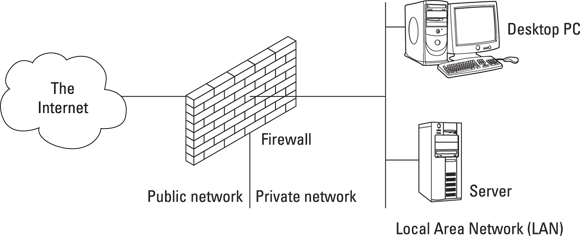 The
Internet
Firewall
Public network
Private network
Desktop PC
Server
Local Area Network (LAN)